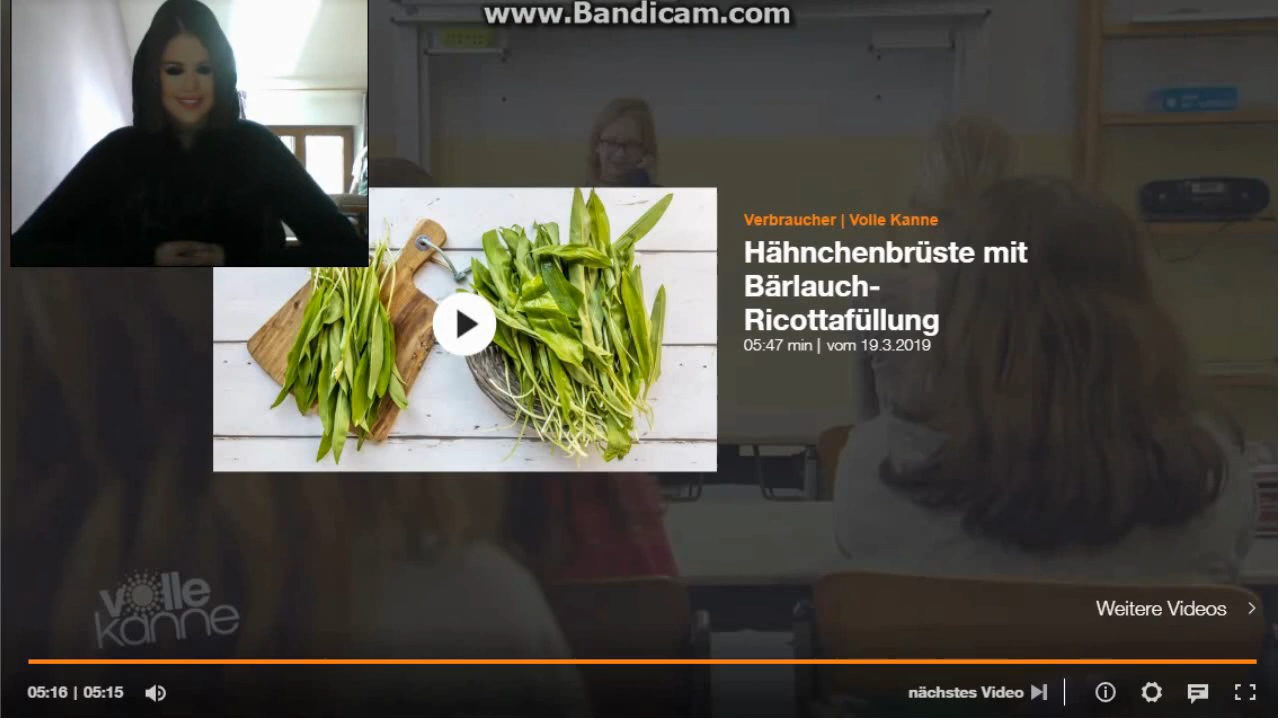 www.Bandicam.com
Verbraucher | Volle Kanne
Hähnchenbrüste mit
Bärlauch-
Ricottafüllung
05:47 min | vom 19.3.2019
volle
kanne
Weitere Videos
05:16 | 05:15
nächstes Video